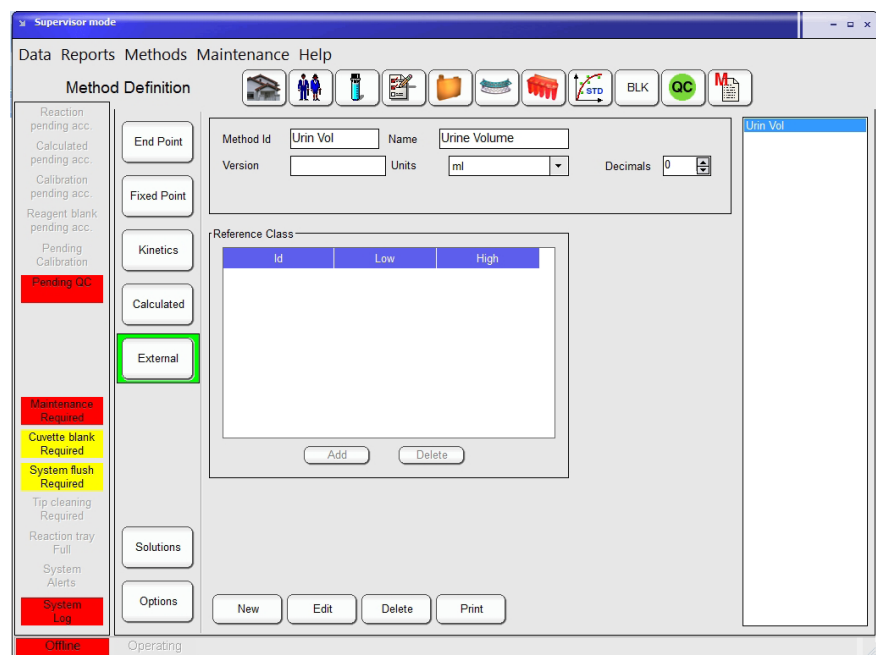 Supervisor mode
Data Reports Methods Maintenance Help
Method Definition
STD
BLK
QC
M
Reaction
pending acc.
Calculated
pending acc.
Calibration
pending acc.
Reagent blank
pending acc.
Pending
Calibration
Pending QC
Maintenance
Required
Cuvette blank
Required
System flush
Required
Tip cleaning
Required
Reaction tray
Full
System
Alerts
System
Log
Offline
Operating
End Point
Fixed Point
Kinetics
Calculated
External
Solutions
Options
Method Id Urin Vol Name Urine Volume
Version Units ml Decimals 0
Reference Class
Id Low High
Add Delete
New Edit Delete Print
Urin Vol